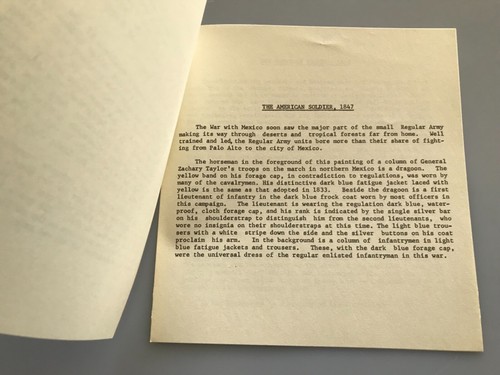 THE AMERICAN SOLDIER, 1847
The War with Mexico soon saw the major part of the small Regular Army
making its way through deserts and tropical forests far from home. Well
trained and led, the Regular Army units bore more than their share of fight-
ing from Palo Alto to the city of Mexico.
The horseman in the foreground of this painting of a column of General
Zachary Taylor's troops on the march in northern Mexico is a dragoon. The
yellow band on his forage cap, in contradiction to regulations, was worn by
many of the cavalrymen. His distinctive dark blue fatigue jacket laced with
yellow is the same as that adopted in 1833. Beside the dragoon is a first
lieutenant of infantry in the dark blue frock coat worn by most officers in
this campaign. The lieutenant is wearing the regulation dark blue, water-
proof, cloth forage cap, and his rank is indicated by the single silver bar
on his shoulderstrap to distinguish him from the second lieutenants, who
wore no insignia on their shoulderstraps at this time. The light blue trou-
sers with a white stripe down the side and the silver buttons on his coat
proclaim his arm. In the background is a column of infantrymen in light
blue fatigue jackets and trousers. These, with the dark blue forage cap,
were the universal dress of the regular enlisted infantryman in this war.